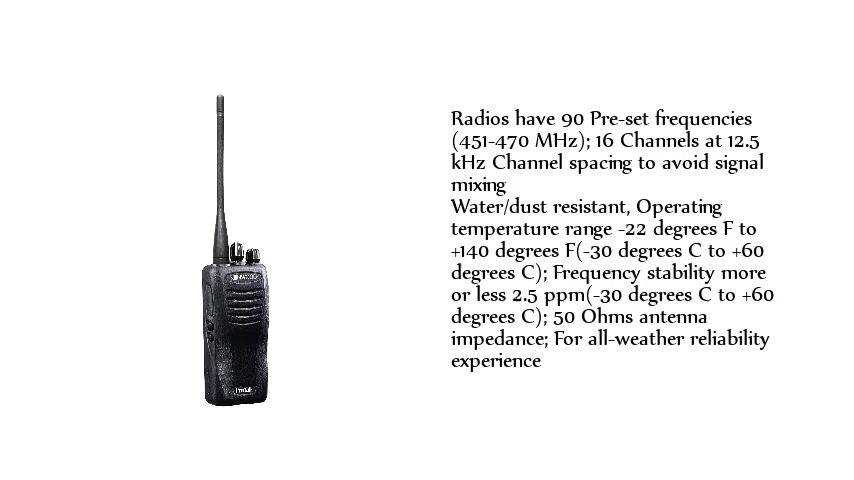 Radios have 90 Pre-set frequencies
(451-470 MHz); 16 Channels at 12.5
kHz Channel spacing to avoid signal
mixing
Water/dust resistant, Operating
temperature range -22 degrees F to
+140 degrees F(-30 degrees C to +60
degrees C); Frequency stability more
or less 2.5 ppm(-30 degrees C to +60
degrees C); 50 Ohms antenna
impedance; For all-weather reliability
experience